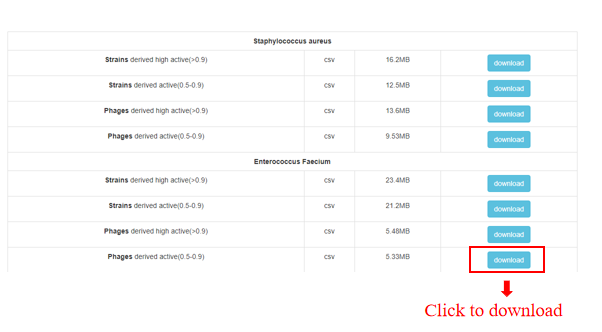 Staphylococcus aureus
Strains derived high active(>0.9) csv 16.2MB download
Strains derived active(0.5-0.9) csv 12.5MB download
Phages derived high active(>0.9) csv 13.6MB download
Phages derived active(0.5-0.9) csv 9.53MB download
Enterococcus Faecium
Strains derived high active(>0.9) csv 23.4MB download
Strains derived active(0.5-0.9) csv 21.2MB download
Phages derived high active(>0.9) csv 5.48MB download
Phages derived active(0.5-0.9) csv 5.33MB download
Click to download